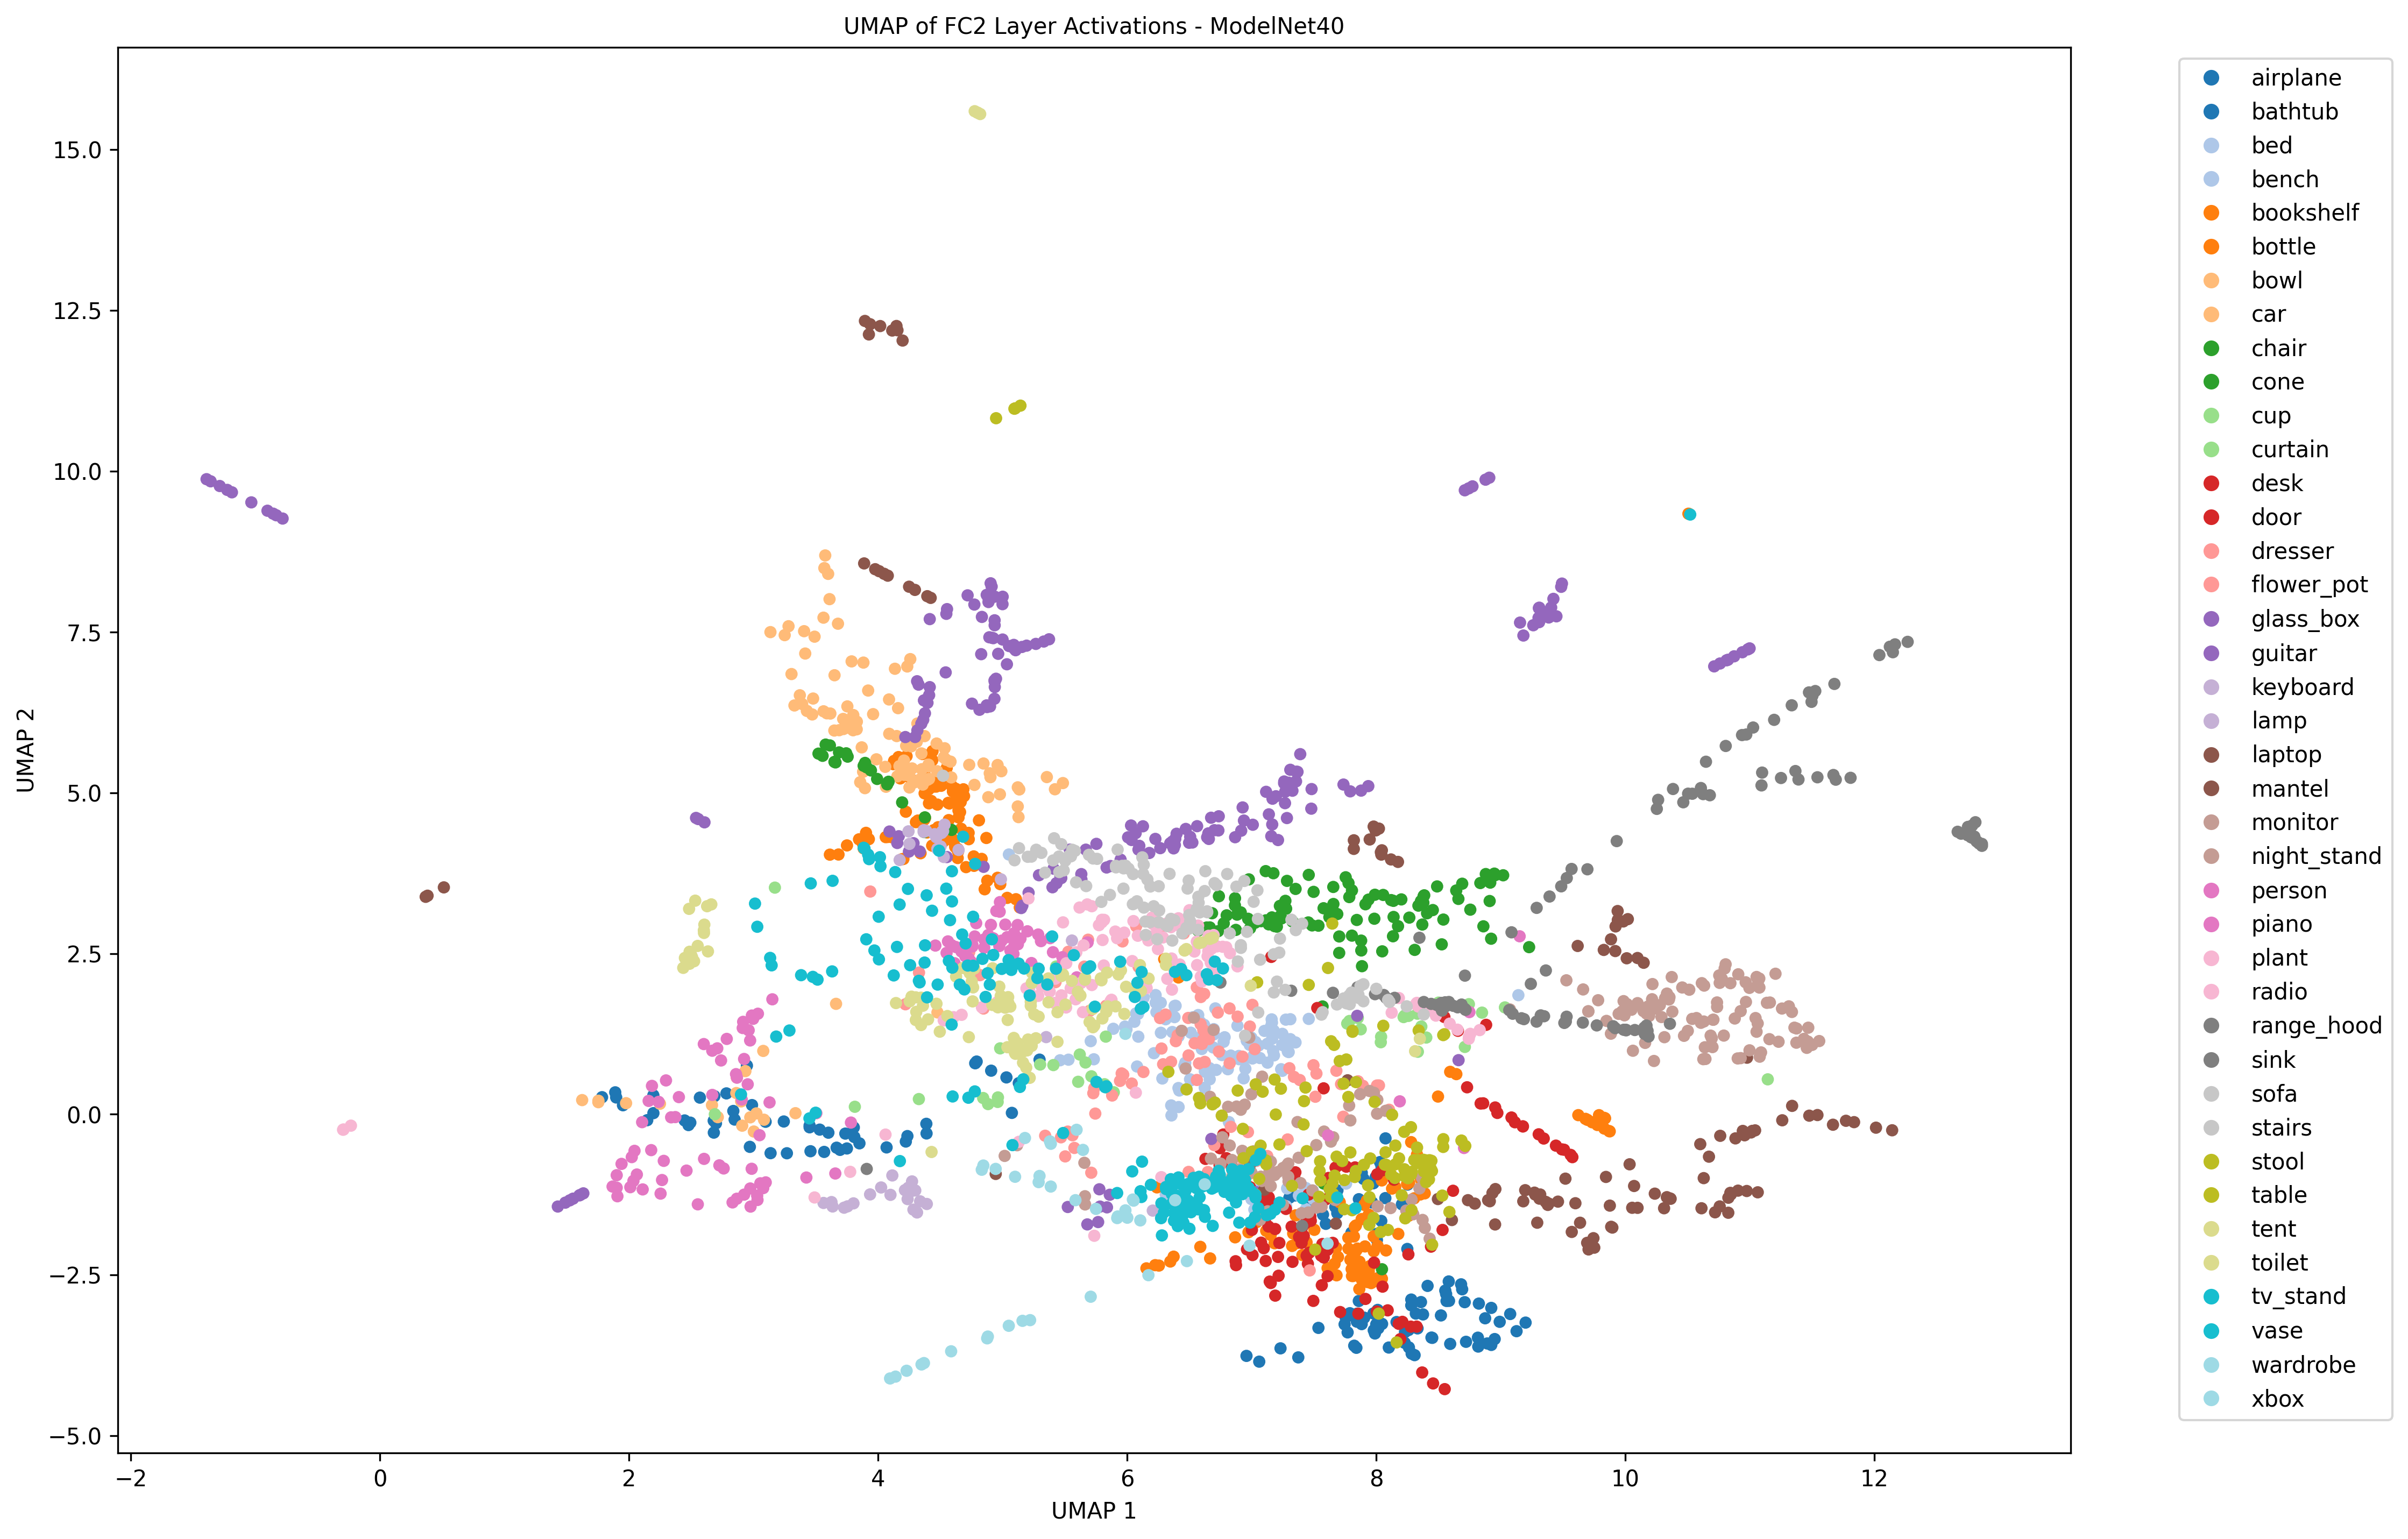 UMAP of FC2 Layer Activations - ModelNet40
15.0
12.5
10.0
7.5
5.0
2.5
0.0
−2.5
−5.0
UMAP 2
−2
0
2
4
6
8
10
12
UMAP 1
airplane
bathtub
bed
bench
bookshelf
bottle
bowl
car
chair
cone
cup
curtain
desk
door
dresser
flower_pot
glass_box
guitar
keyboard
lamp
laptop
mantel
monitor
night_stand
person
piano
plant
radio
range_hood
sink
sofa
stairs
stool
table
tent
toilet
tv_stand
vase
wardrobe
xbox